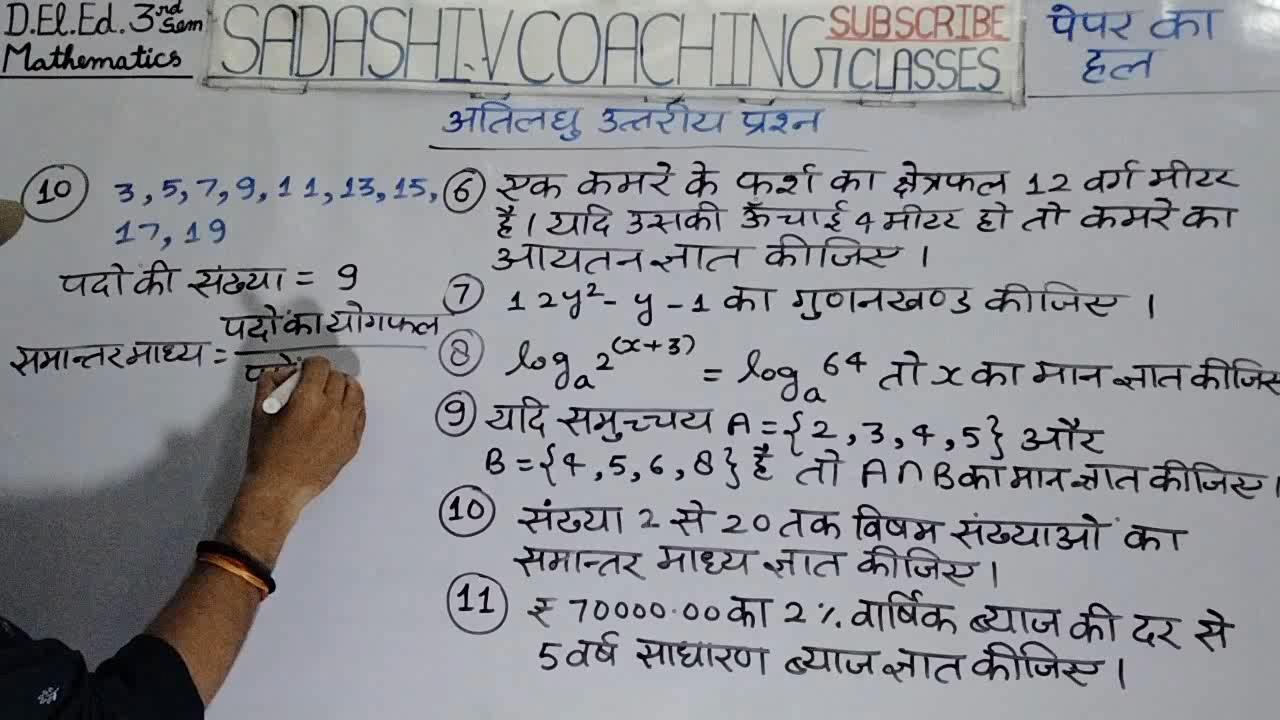 D.El.Ed. 3rd Sem
Mathematics
SADASHIV COACHING CLASSES
SUBSCRIBE
पेपर का
हल
अतिलघु उत्तरीय प्रश्न
10 3, 5, 7, 9, 11, 13, 15,
17, 19
पदो की संख्या = 9
समान्तर माध्य = पदों का योगफल
6 एक कमरे के फर्श का क्षेत्रफल 12 वर्ग मीटर
है। यदि उसकी ऊँचाई 4 मीटर हो तो कमरे का
आयतन ज्ञात कीजिए।
7 12y² - y - 1 का गुणनखण्ड कीजिए।
8 logₐ 2^(x+3) = logₐ 64 तो x का मान ज्ञात कीजिए
9 यदि समुच्चय A = {2, 3, 4, 5} और
B = {4, 5, 6, 8} है तो A ∩ B का मान ज्ञात कीजिए।
10 संख्या 2 से 20 तक विषम संख्याओं का
समान्तर माध्य ज्ञात कीजिए।
11 ₹ 70000.00 का 2% वार्षिक ब्याज की दर से
5 वर्ष साधारण ब्याज ज्ञात कीजिए।